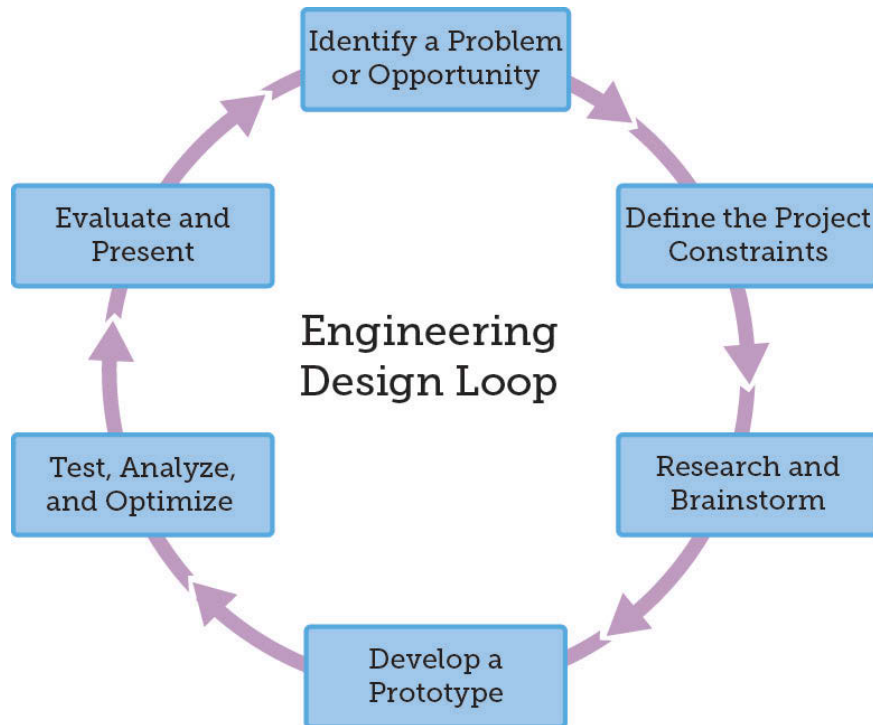 Identify a Problem
or Opportunity
Define the Project
Constraints
Research and
Brainstorm
Develop a
Prototype
Test, Analyze,
and Optimize
Evaluate and
Present
Engineering
Design Loop